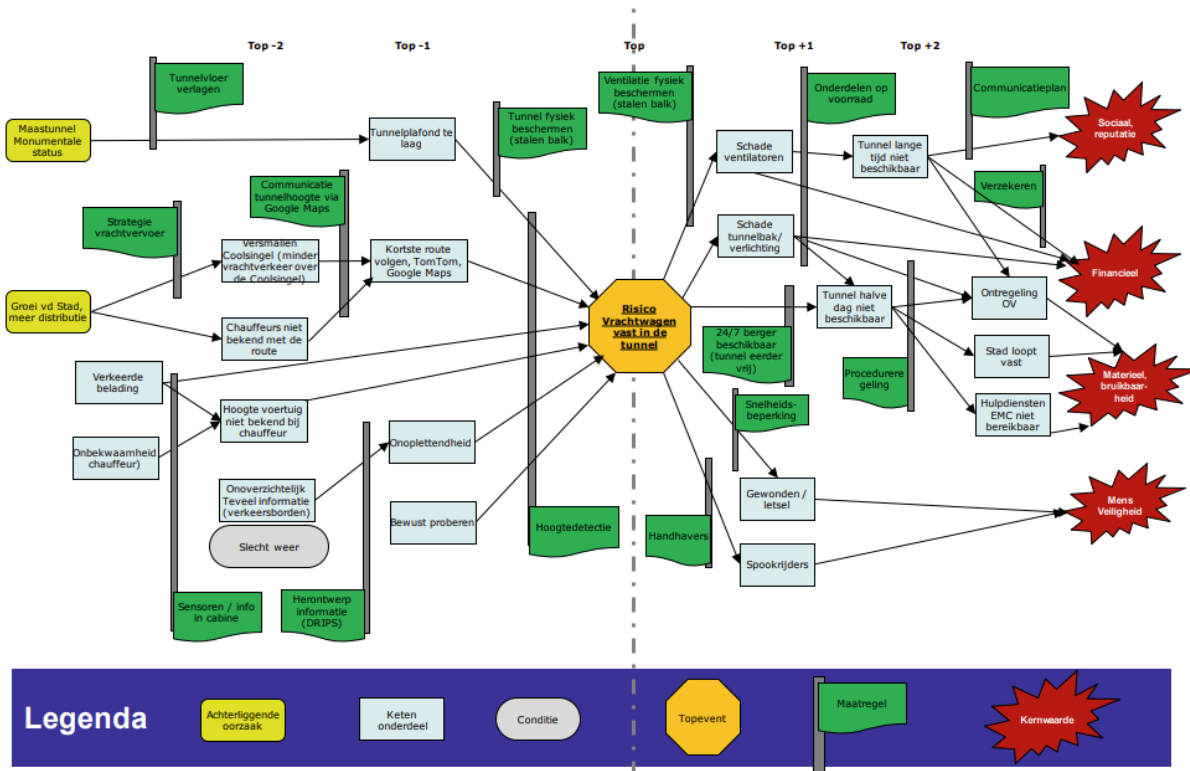 Top -2
Top -1
Top
Top +1
Top +2
Tunnelvloer
verlagen
Ventilatie fysiek
beschermen
(stalen balk)
Onderdelen op
voorraad
Communicatieplan
Tunnel fysiek
beschermen
(stalen balk)
Maastunnel
Monumentale
status
Tunnelplafond te
laag
Schade
ventilatoren
Tunnel lange
tijd niet
beschikbaar
Sociaal,
reputatie
Communicatie
tunnelhoogte via
Google Maps
Verzekeren
Strategie
vrachtvervoer
Versmallen
Coolsingel (minder
vrachtverkeer over
de Coolsingel)
Kortste route
volgen, TomTom,
Google Maps
Schade
tunnelbak/
verlichting
Financieel
Groei vd Stad,
meer distributie
Chauffeurs niet
bekend met de
route
Risico
Vrachtwagen
vast in de
tunnel
Tunnel halve
dag niet
beschikbaar
Ontregeling
OV
24/7 berger
beschikbaar
(tunnel eerder
vrij)
Stad loopt
vast
Verkeerde
belading
Procedurere
geling
Materieel,
bruikbaar-
heid
Hoogte voertuig
niet bekend bij
chauffeur
Snelheids-
beperking
Hulpdiensten
EMC niet
bereikbaar
Onbekwaamheid
chauffeur)
Onoplettendheid
Onoverzichtelijk
Teveel informatie
(verkeersborden)
Gewonden /
letsel
Mens
Veiligheid
Bewust proberen
Hoogtedetectie
Handhavers
Slecht weer
Spookrijders
Sensoren / info
in cabine
Herontwerp
informatie
(DRIPS)
Legenda
Achterliggende
oorzaak
Keten
onderdeel
Conditie
Topevent
Maatregel
Kernwaarde